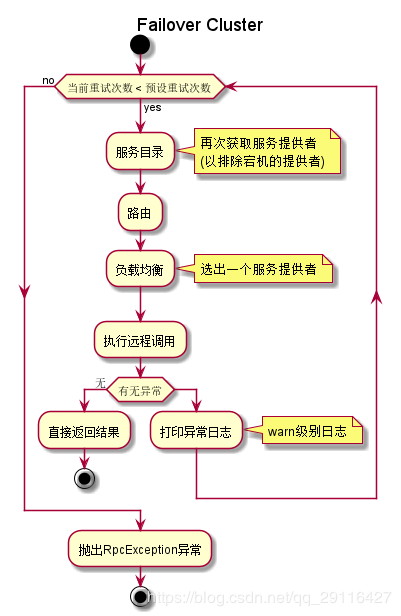 Failover Cluster
no
当前重试次数 < 预设重试次数
yes
服务目录
再次获取服务提供者
(以排除宕机的提供者)
路由
负载均衡
选出一个服务提供者
执行远程调用
无
有无异常
直接返回结果
打印异常日志
warn级别日志
抛出RpcException异常
https://blog.csdn.net/qq_29116427